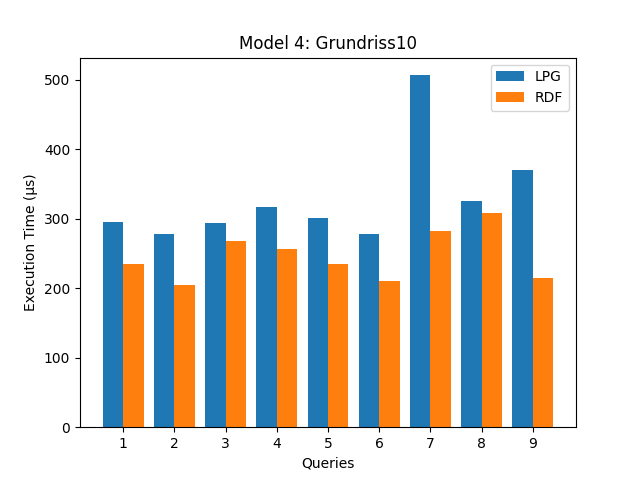 Model 4: Grundriss10
LPG
RDF
Execution Time (µs)
500
400
300
200
100
0
1 2 3 4 5 6 7 8 9
Queries